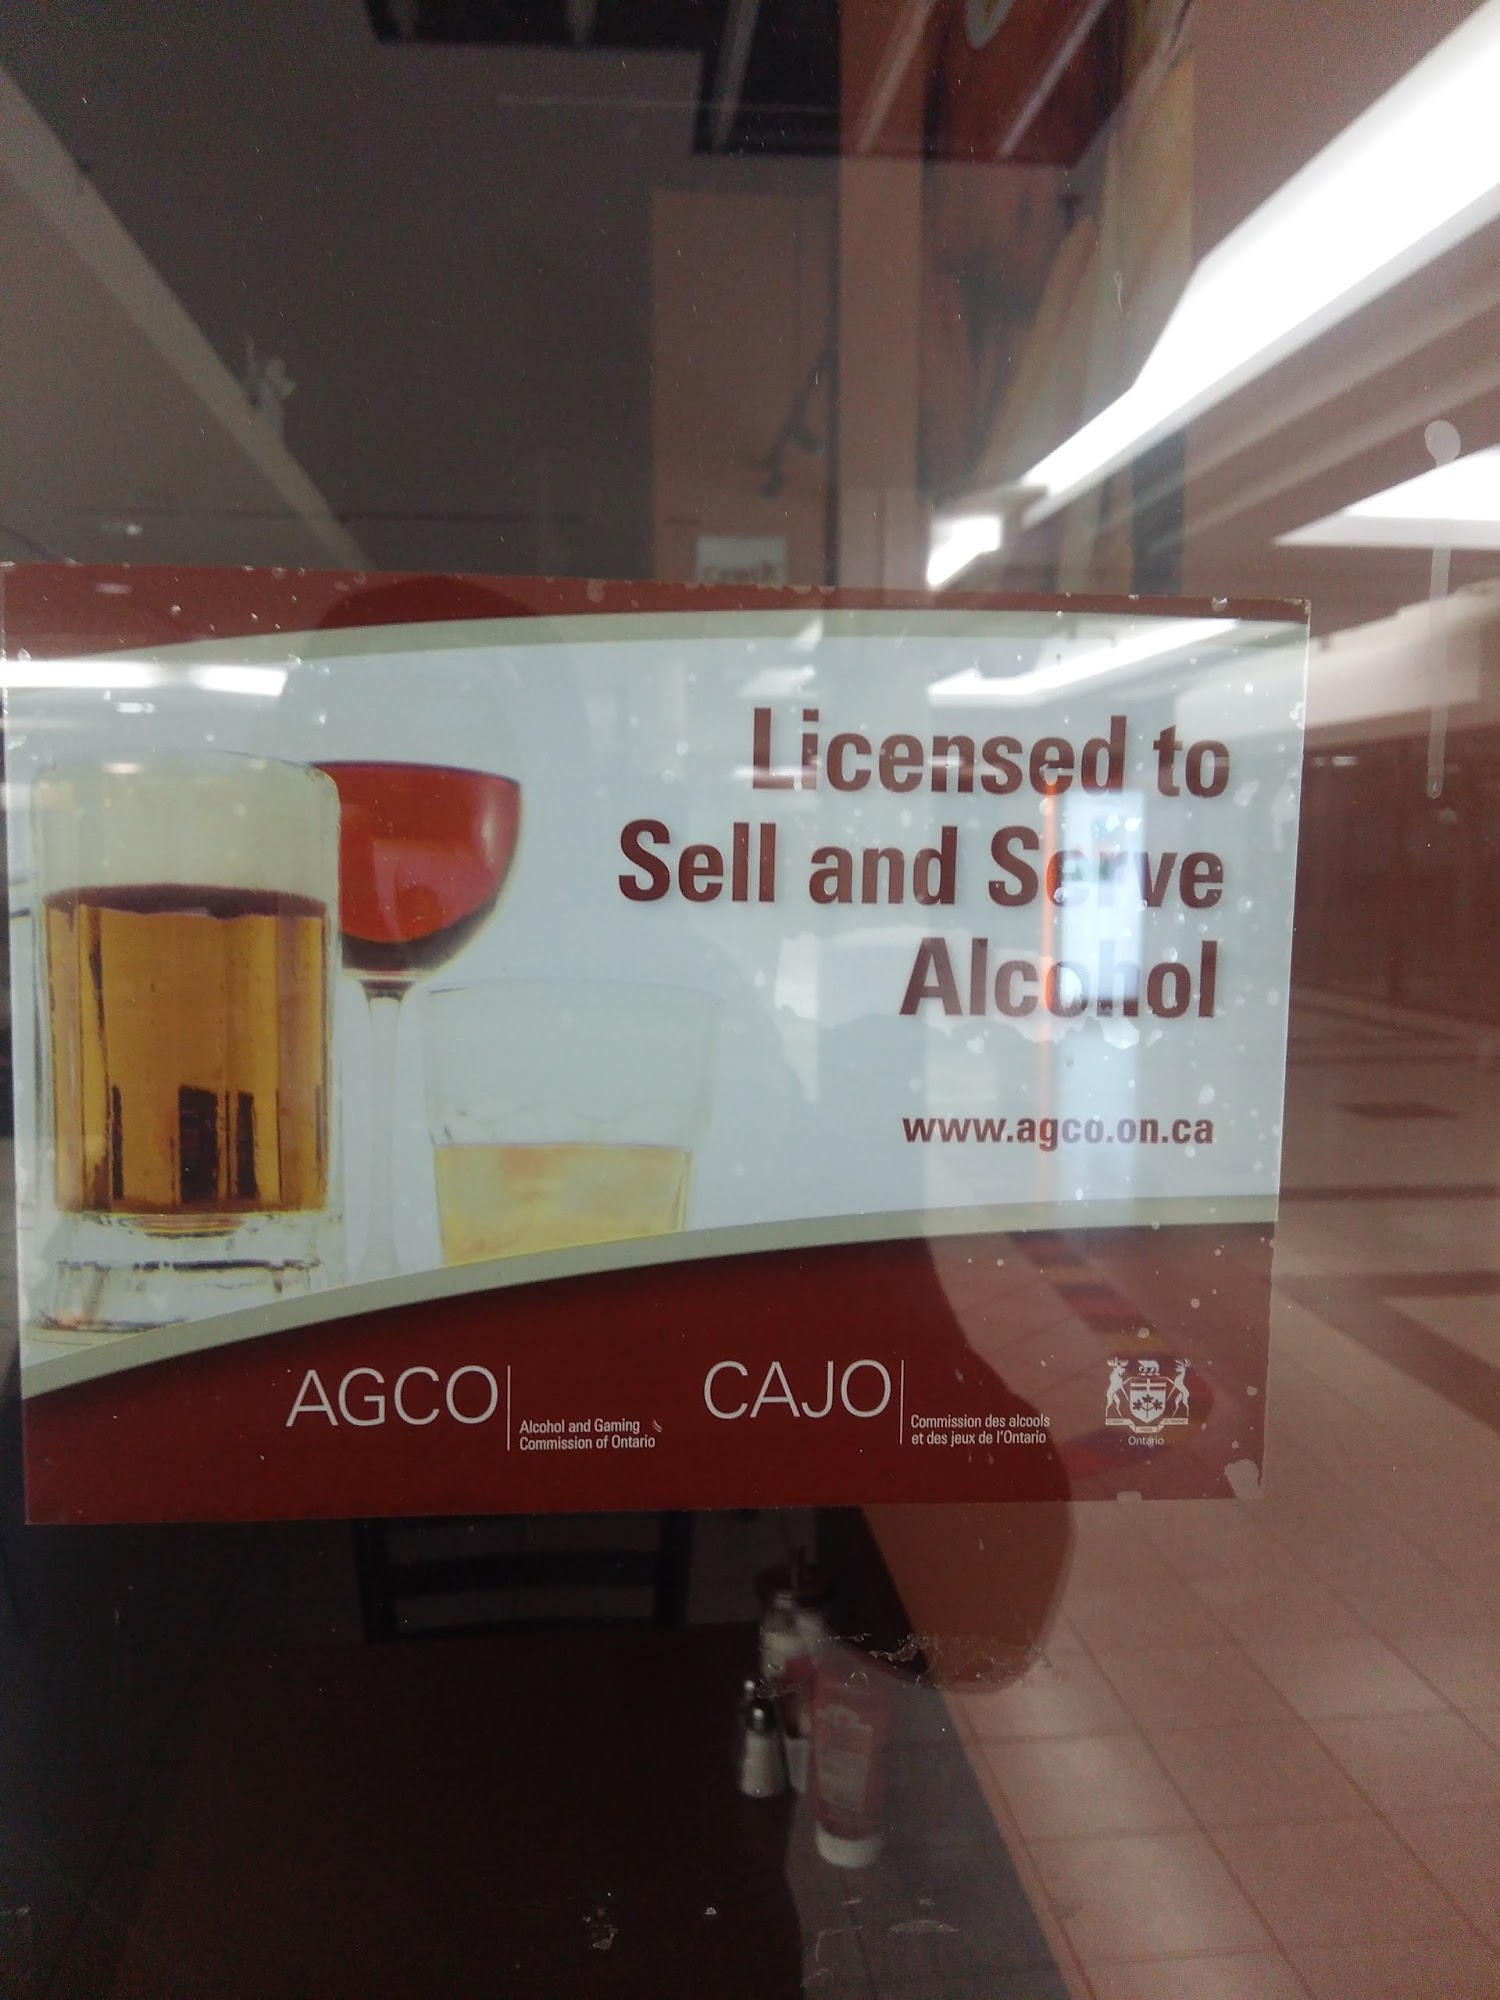 Licensed to
Sell and Serve
Alcohol
www.agco.on.ca
AGCO
Alcohol and Gaming
Commission of Ontario
CAJO
Commission des alcools
et des jeux de l'Ontario
Ontario